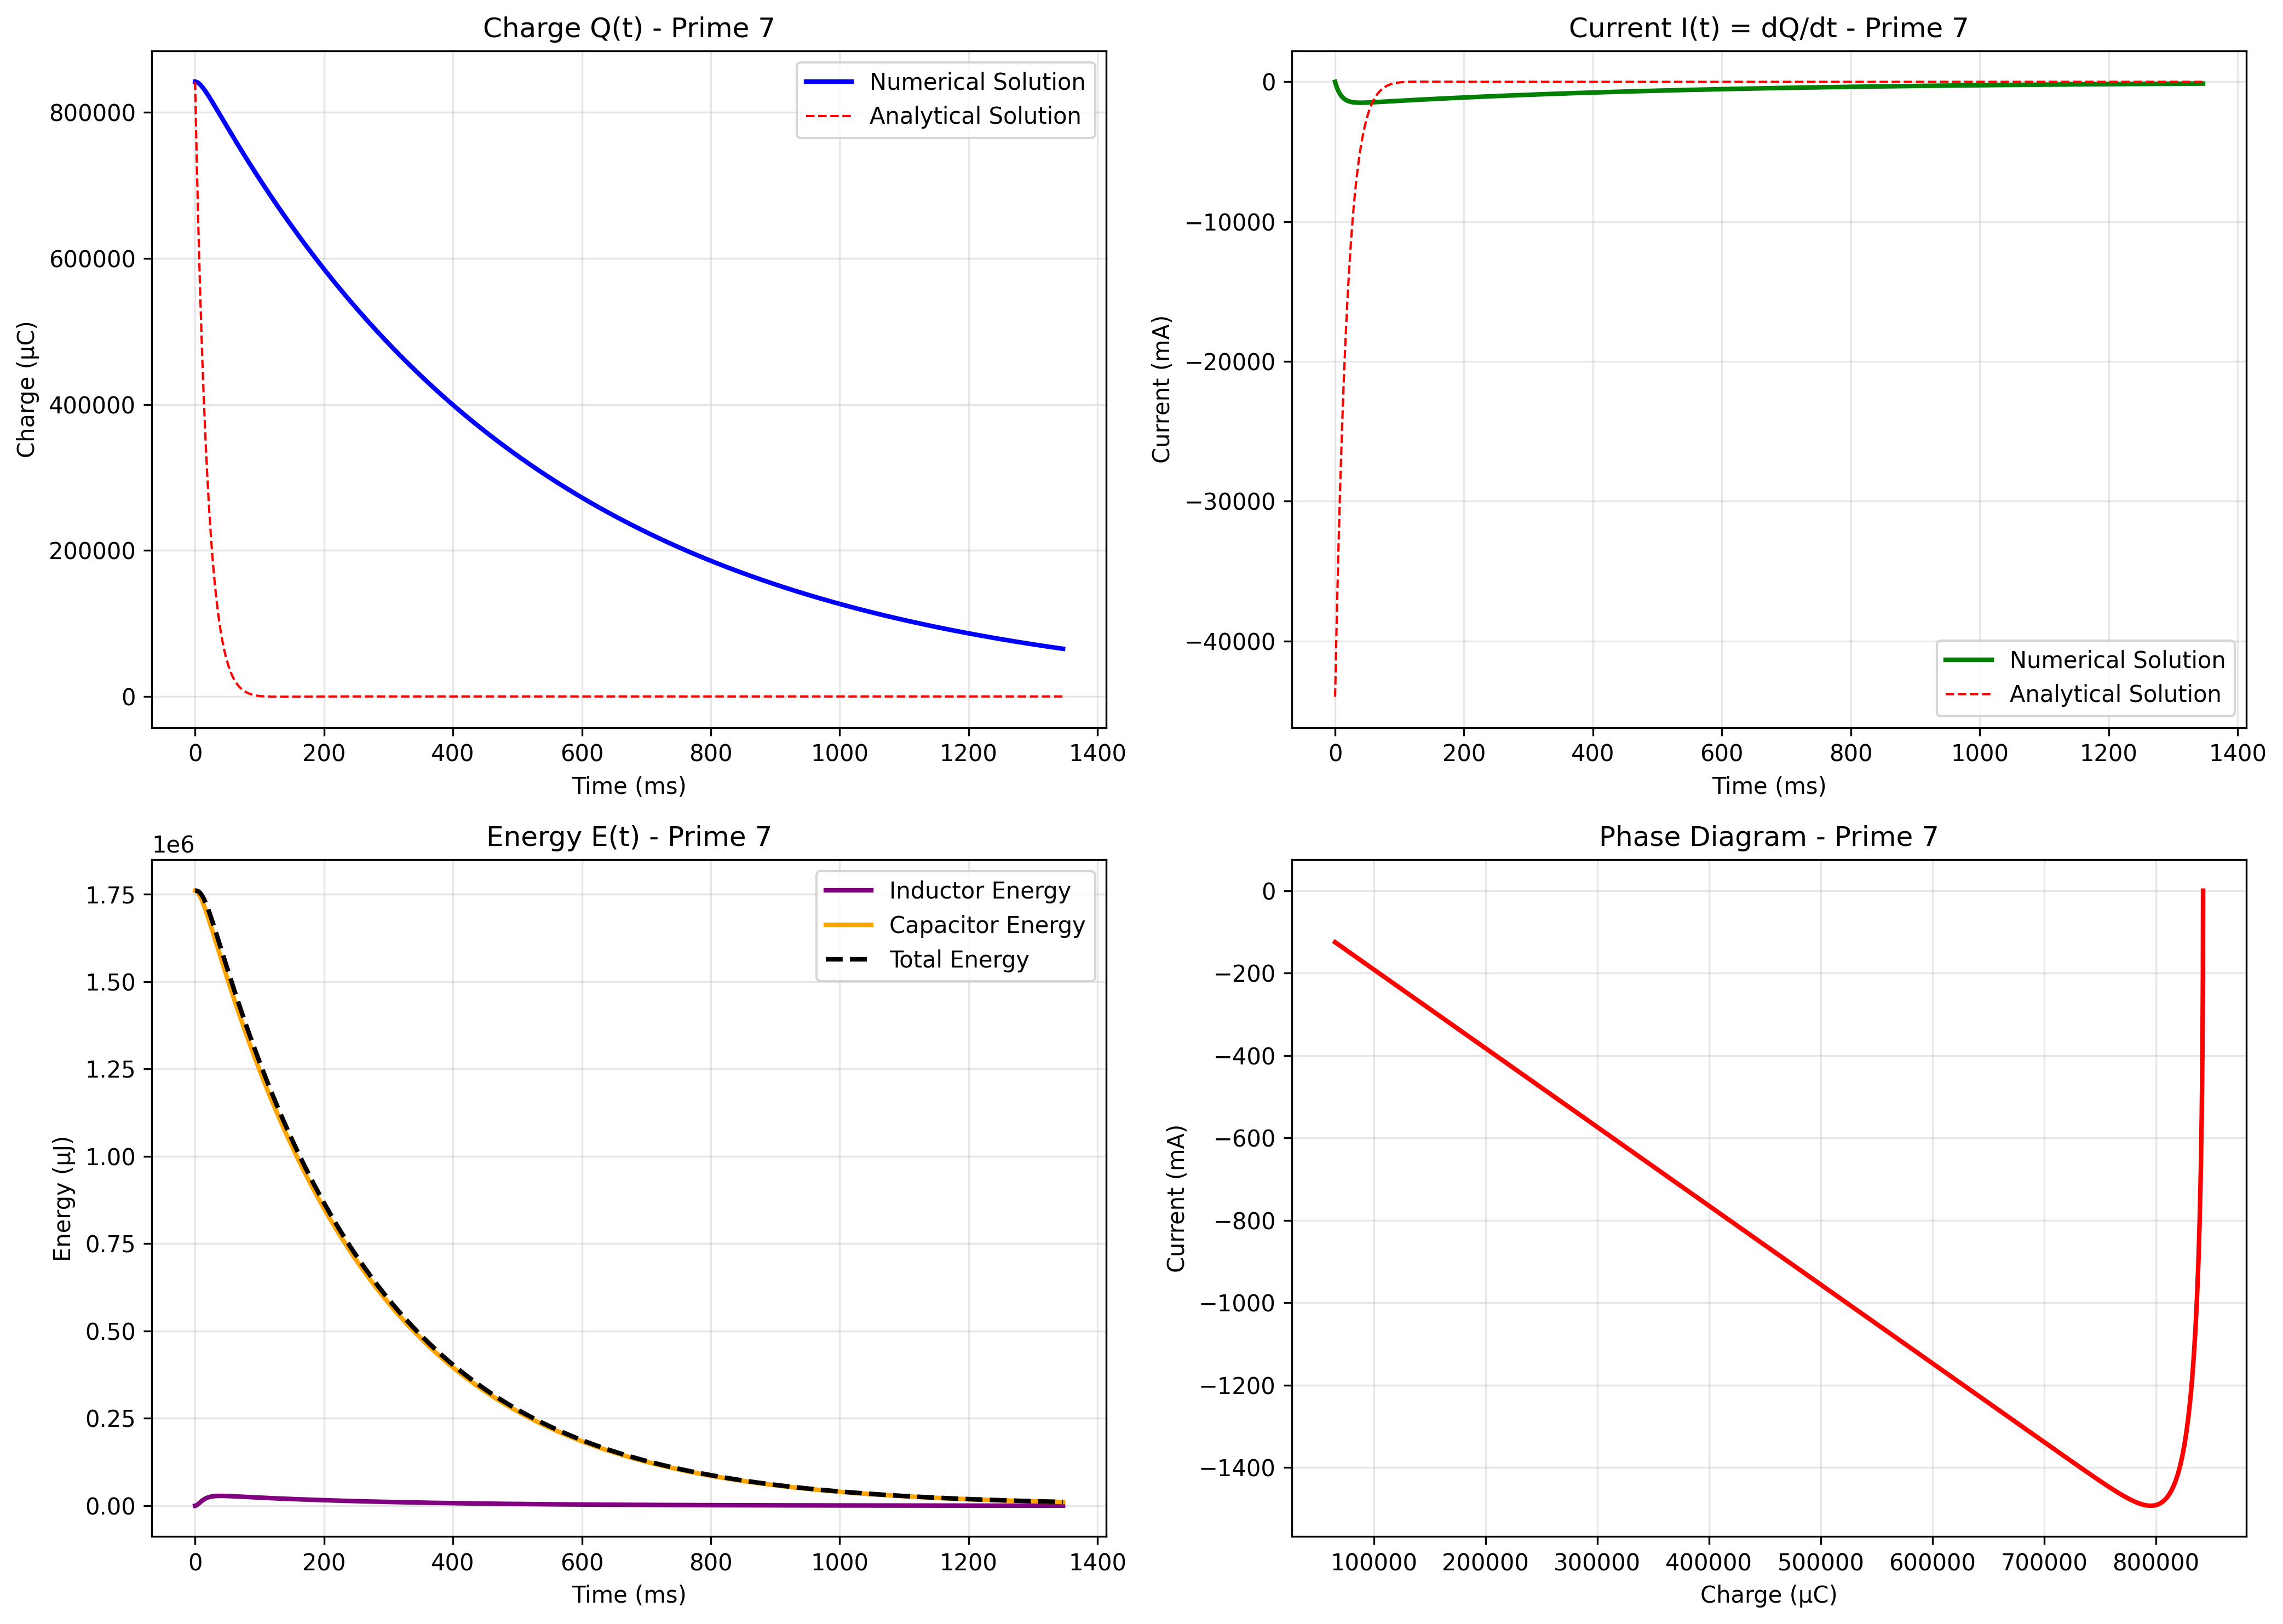 Charge Q(t) - Prime 7
Charge (μC)
800000
600000
400000
200000
0
Numerical Solution
Analytical Solution
0 200 400 600 800 1000 1200 1400
Time (ms)
Current I(t) = dQ/dt - Prime 7
Current (mA)
0
−10000
−20000
−30000
−40000
Numerical Solution
Analytical Solution
0 200 400 600 800 1000 1200 1400
Time (ms)
Energy E(t) - Prime 7
1e6
Energy (μJ)
1.75
1.50
1.25
1.00
0.75
0.50
0.25
0.00
Inductor Energy
Capacitor Energy
Total Energy
0 200 400 600 800 1000 1200 1400
Time (ms)
Phase Diagram - Prime 7
Current (mA)
0
−200
−400
−600
−800
−1000
−1200
−1400
100000 200000 300000 400000 500000 600000 700000 800000
Charge (μC)